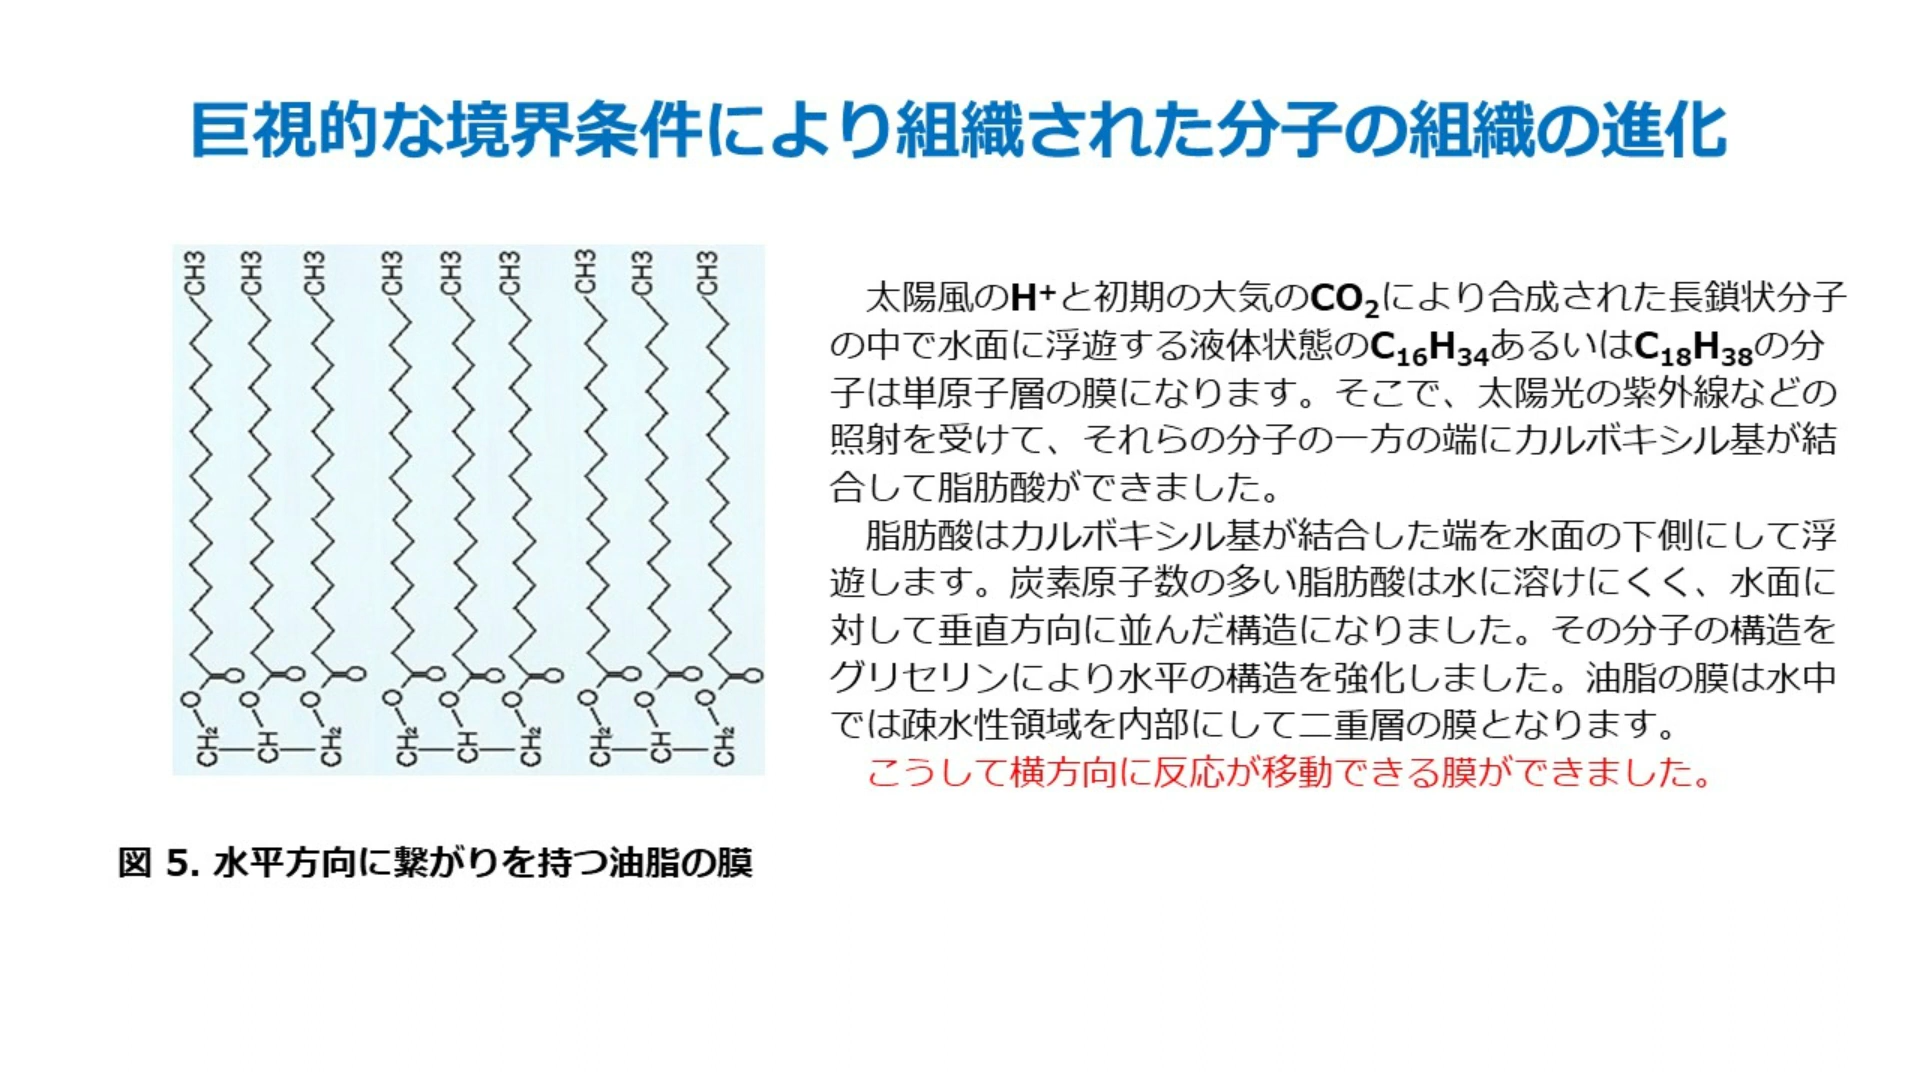 巨視的な境界条件により組織された分子の組織の進化
CH3 CH3 CH3 CH3 CH3 CH3 CH3 CH3 CH3
O O O O O O O O O
O O O O O O O O O
CH₂ CH CH₂ CH₂ CH CH₂ CH₂ CH CH₂
太陽風のH⁺と初期の大気のCO₂により合成された長鎖状分子
の中で水面に浮遊する液体状態のC₁₆H₃₄あるいはC₁₈H₃₈の分
子は単原子層の膜になります。そこで、太陽光の紫外線などの
照射を受けて、それらの分子の一方の端にカルボキシル基が結
合して脂肪酸ができました。
脂肪酸はカルボキシル基が結合した端を水面の下側にして浮
遊します。炭素原子数の多い脂肪酸は水に溶けにくく、水面に
対して垂直方向に並んだ構造になりました。その分子の構造を
グリセリンにより水平の構造を強化しました。油脂の膜は水中
では疎水性領域を内部にして二重層の膜となります。
こうして横方向に反応が移動できる膜ができました。
図 5. 水平方向に繋がりを持つ油脂の膜